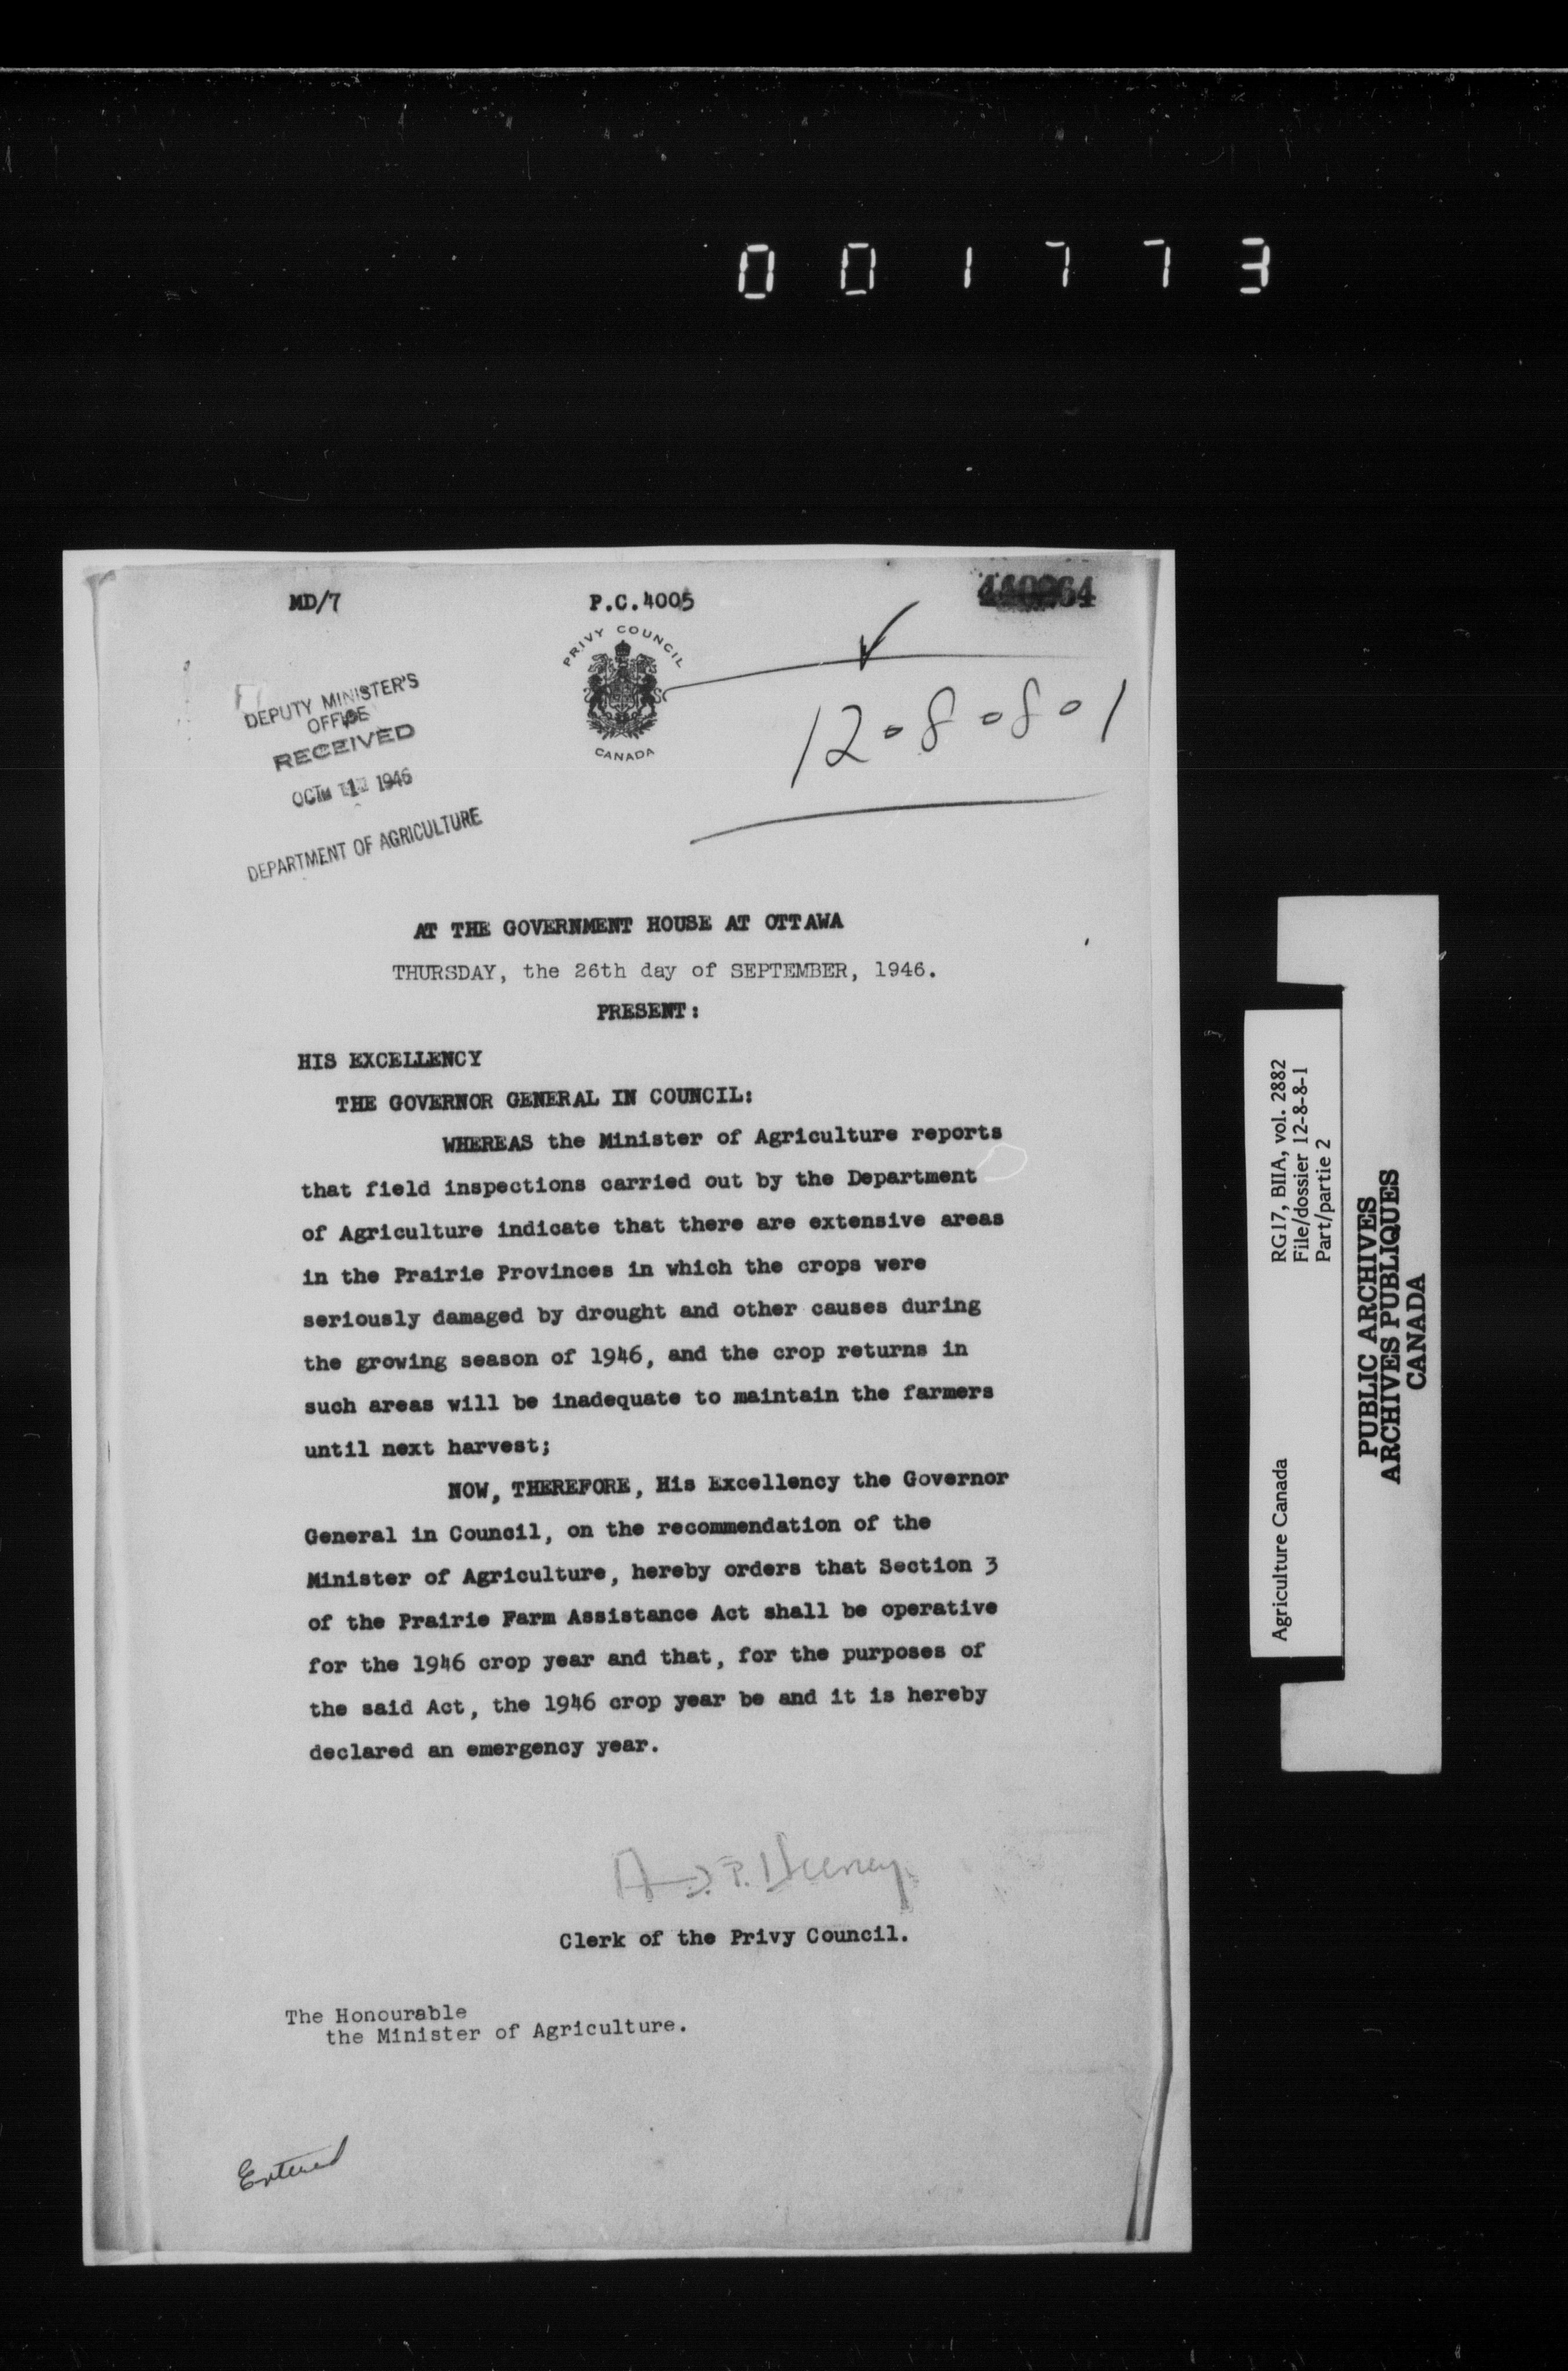 001773
MD/7
P.C.4005
PRIVY COUNCIL
CANADA
12-8-8-1
DEPUTY MINISTER'S
OFFICE
RECEIVED
OCT 1946
DEPARTMENT OF AGRICULTURE
AT THE GOVERNMENT HOUSE AT OTTAWA
THURSDAY, the 26th day of SEPTEMBER, 1946.
PRESENT:
HIS EXCELLENCY
THE GOVERNOR GENERAL IN COUNCIL:
WHEREAS the Minister of Agriculture reports
that field inspections carried out by the Department
of Agriculture indicate that there are extensive areas
in the Prairie Provinces in which the crops were
seriously damaged by drought and other causes during
the growing season of 1946, and the crop returns in
such areas will be inadequate to maintain the farmers
until next harvest;
NOW, THEREFORE, His Excellency the Governor
General in Council, on the recommendation of the
Minister of Agriculture, hereby orders that Section 3
of the Prairie Farm Assistance Act shall be operative
for the 1946 crop year and that, for the purposes of
the said Act, the 1946 crop year be and it is hereby
declared an emergency year.
A.D.P. Heeney
Clerk of the Privy Council.
The Honourable
the Minister of Agriculture.
Entered
Agriculture Canada
RG17, BIIA, vol. 2882
File/dossier 12-8-8-1
Part/partie 2
PUBLIC ARCHIVES
ARCHIVES PUBLIQUES
CANADA